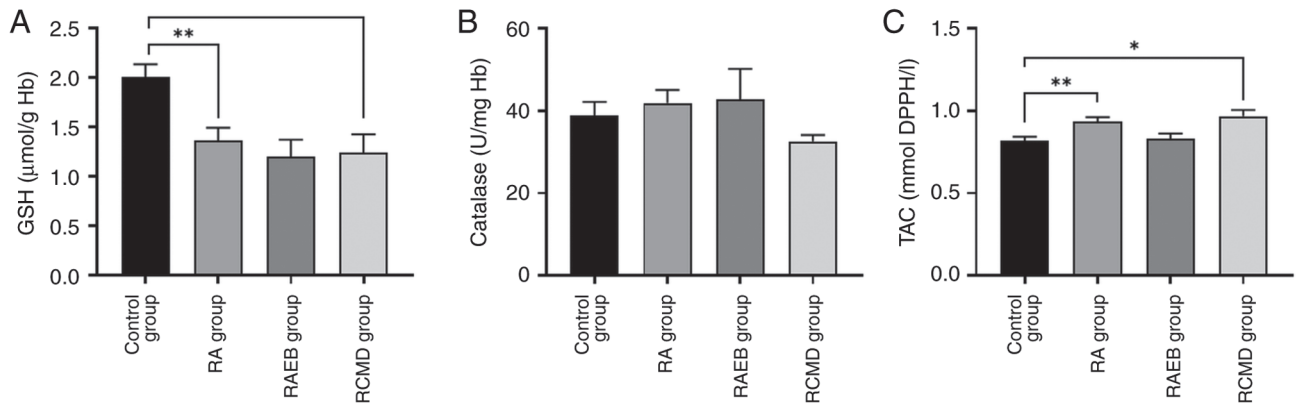 A
GSH (μmol/g Hb)
2.5
2.0
1.5
1.0
0.5
0.0
**
Control
group
RA group
RAEB group
RCMD group
B
Catalase (U/mg Hb)
60
40
20
0
Control
group
RA group
RAEB group
RCMD group
C
TAC (mmol DPPH/l)
1.5
1.0
0.5
0.0
*
**
Control
group
RA group
RAEB group
RCMD group